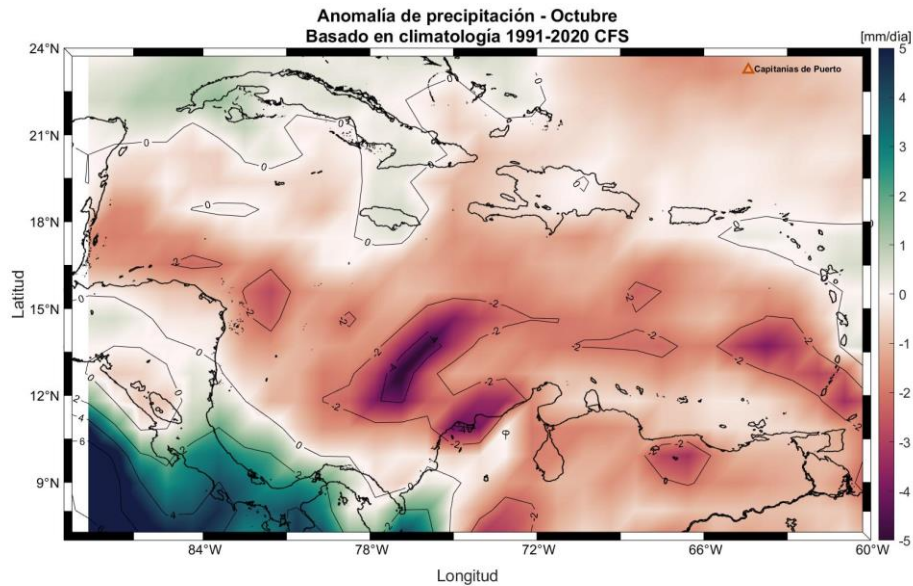 Anomalía de precipitación - Octubre
Basado en climatología 1991-2020 CFS
[mm/dia]
Capitanías de Puerto
24°N
21°N
18°N
15°N
12°N
9°N
Latitud
84°W
78°W
72°W
66°W
60°W
Longitud
5
4
3
2
1
0
-1
-2
-3
-4
-5